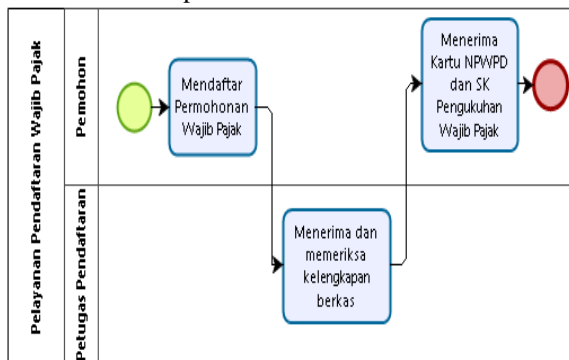 Pelayanan Pendaftaran Wajib Pajak
Pemohon
Mendaftar
Permohonan
Wajib Pajak
Menerima
Kartu NPWPD
dan SK
Pengukuhan
Wajib Pajak
Petugas Pendaftaran
Menerima dan
memeriksa
kelengkapan
berkas